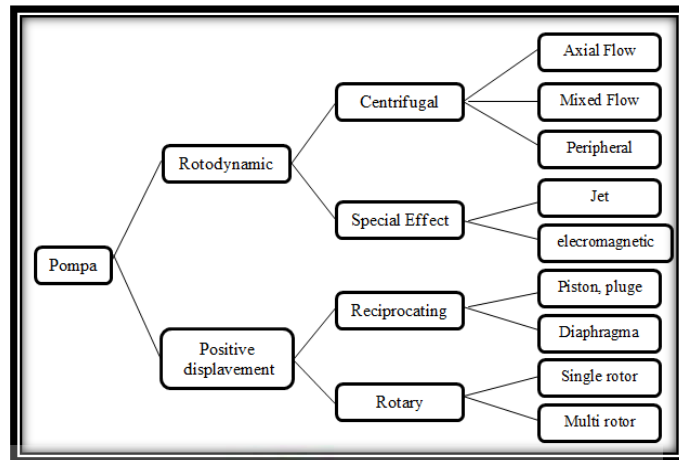 Pompa
Rotodynamic
Positive
displavement
Centrifugal
Special Effect
Reciprocating
Rotary
Axial Flow
Mixed Flow
Peripheral
Jet
elecromagnetic
Piston, pluge
Diaphragma
Single rotor
Multi rotor